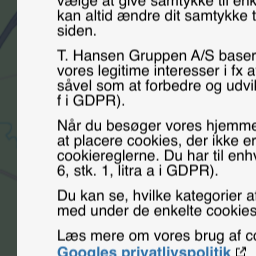 vælge at give samtykke til enk
kan altid ændre dit samtykke t
siden.
T. Hansen Gruppen A/S baser
vores legitime interesser i fx a
såvel som at forbedre og udvi
f i GDPR).
Når du besøger vores hjemme
at placere cookies, der ikke er
cookiereglerne. Du har til enhv
6, stk. 1, litra a i GDPR).
Du kan se, hvilke kategorier af
med under de enkelte cookies
Læs mere om vores brug af co
Googles privatlivspolitik